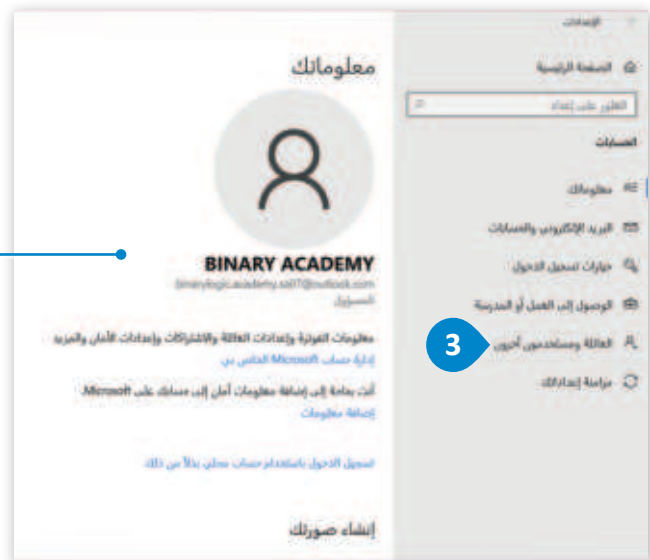 الإعدادات
الصفحة الرئيسية
العثور على إعداد
الحسابات
معلوماتك
البريد الإلكتروني والحسابات
خيارات تسجيل الدخول
الوصول إلى العمل أو المدرسة
3
العائلة ومستخدمون آخرون
مزامنة إعداداتك
معلوماتك
BINARY ACADEMY
المسؤول
معلومات الفوترة وإعدادات العائلة والاشتراكات وإعدادات الأمان والمزيد
إدارة حساب Microsoft الخاص بي
أنت بحاجة إلى إضافة معلومات أمان إلى حسابك على Microsoft.
إضافة معلومات
تسجيل الدخول باستخدام حساب محلي بدلاً من ذلك
إنشاء صورتك